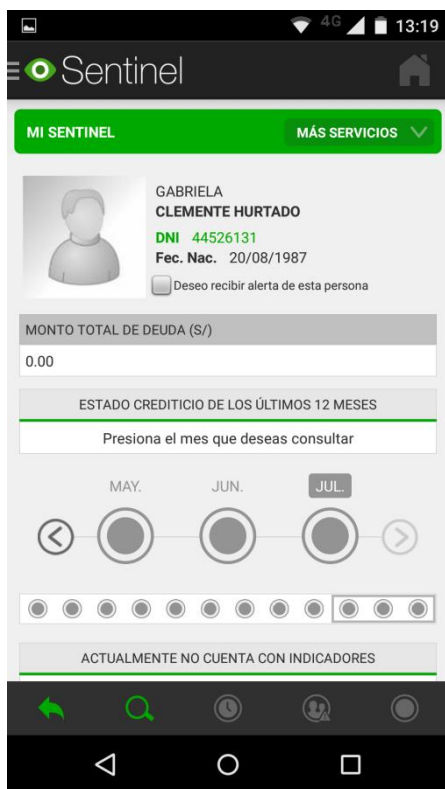 4G 13:19
Sentinel
MI SENTINEL MÁS SERVICIOS
GABRIELA
CLEMENTE HURTADO
DNI 44526131
Fec. Nac. 20/08/1987
Deseo recibir alerta de esta persona
MONTO TOTAL DE DEUDA (S/)
0.00
ESTADO CREDITICIO DE LOS ÚLTIMOS 12 MESES
Presiona el mes que deseas consultar
MAY. JUN. JUL.
ACTUALMENTE NO CUENTA CON INDICADORES